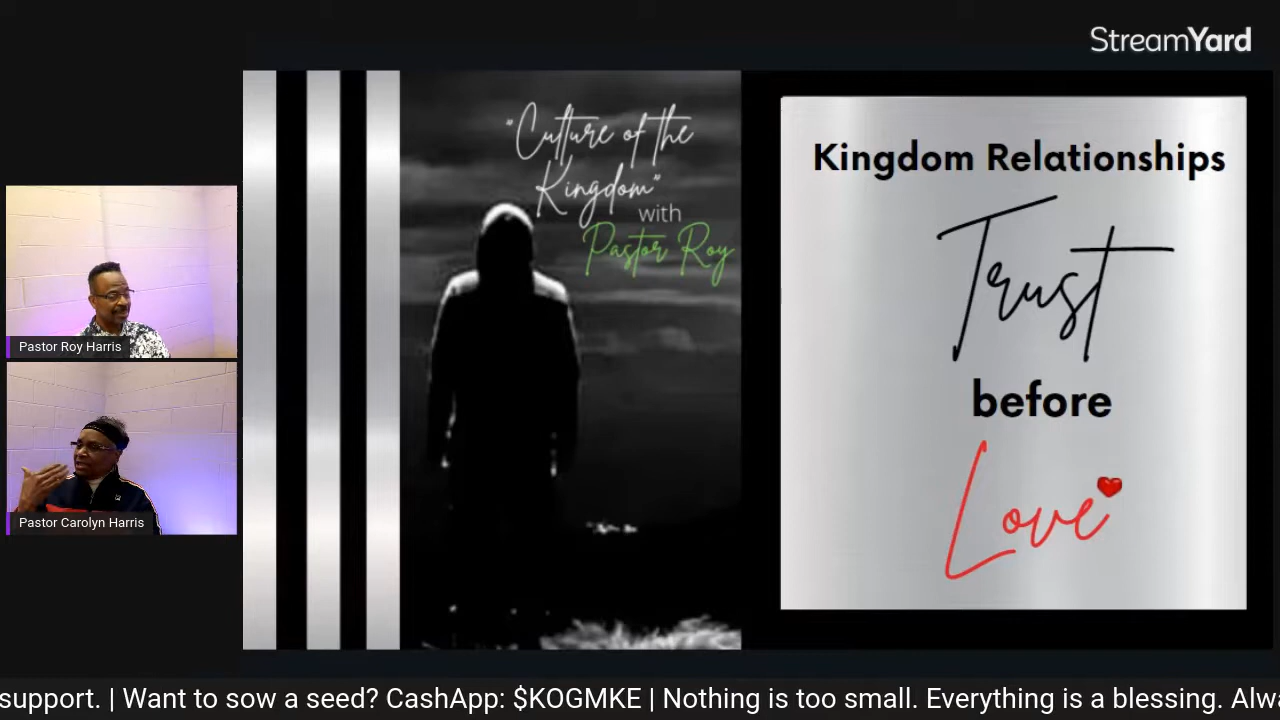 StreamYard
"Culture of the
Kingdom"
with
Pastor Roy
Kingdom Relationships
Trust
before
Love
Pastor Roy Harris
Pastor Carolyn Harris
support. | Want to sow a seed? CashApp: $KOGMKE | Nothing is too small. Everything is a blessing. Alw